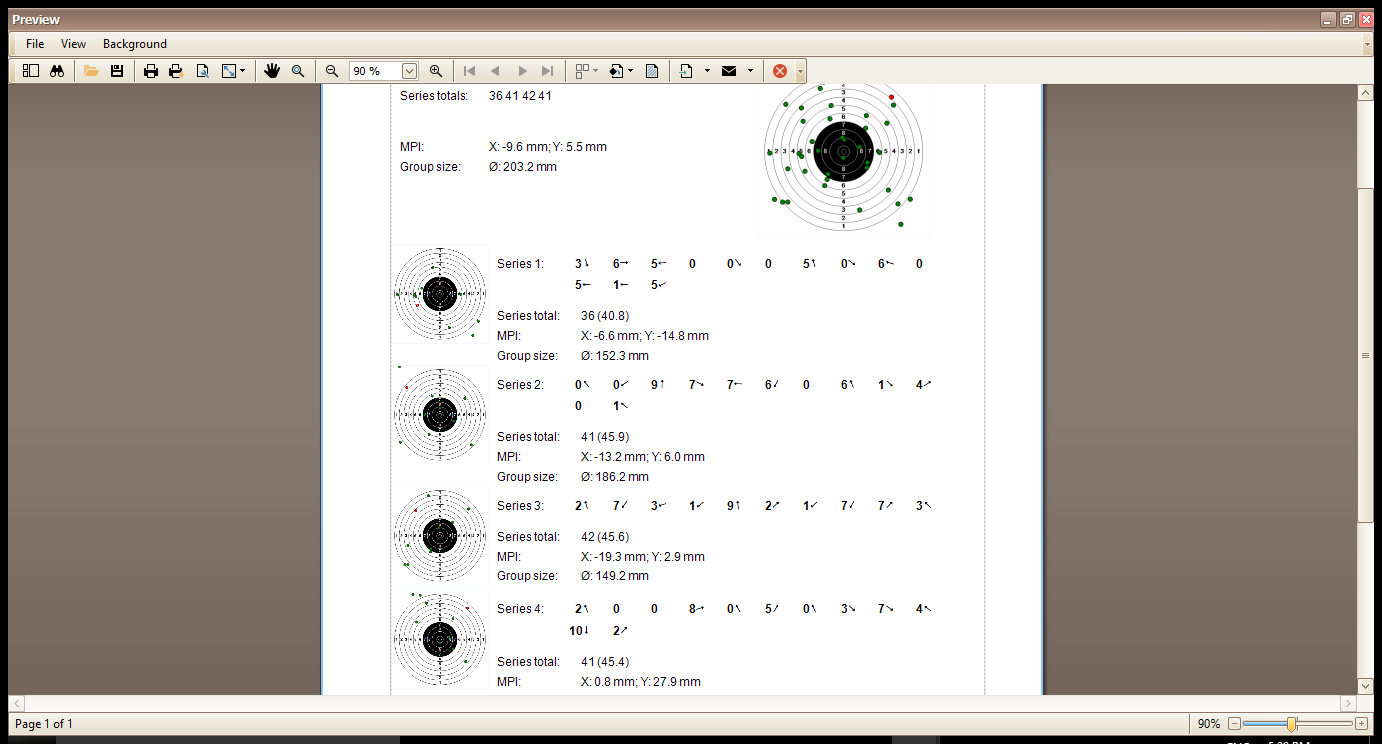 Preview
File View Background
90 %
Series totals: 36 41 42 41
MPI: X: -9.6 mm; Y: 5.5 mm
Group size: Ø: 203.2 mm
Series 1: 3↓ 6→ 5← 0 0↘ 0 5↑ 0↘ 6← 0
5← 1← 5↙
Series total: 36 (40.8)
MPI: X: -6.6 mm; Y: -14.8 mm
Group size: Ø: 152.3 mm
Series 2: 0↖ 0↙ 9↑ 7→ 7← 6↙ 0 6↖ 1↘ 4↗
0 1↖
Series total: 41 (45.9)
MPI: X: -13.2 mm; Y: 6.0 mm
Group size: Ø: 186.2 mm
Series 3: 2↑ 7↙ 3← 1↙ 9↑ 2↗ 1↙ 7↙ 7↗ 3↖
Series total: 42 (45.6)
MPI: X: -19.3 mm; Y: 2.9 mm
Group size: Ø: 149.2 mm
Series 4: 2↖ 0 0 8→ 0↖ 5↗ 0↖ 3↘ 7↘ 4↖
10↓ 2↗
Series total: 41 (45.4)
MPI: X: 0.8 mm; Y: 27.9 mm
Page 1 of 1
90%